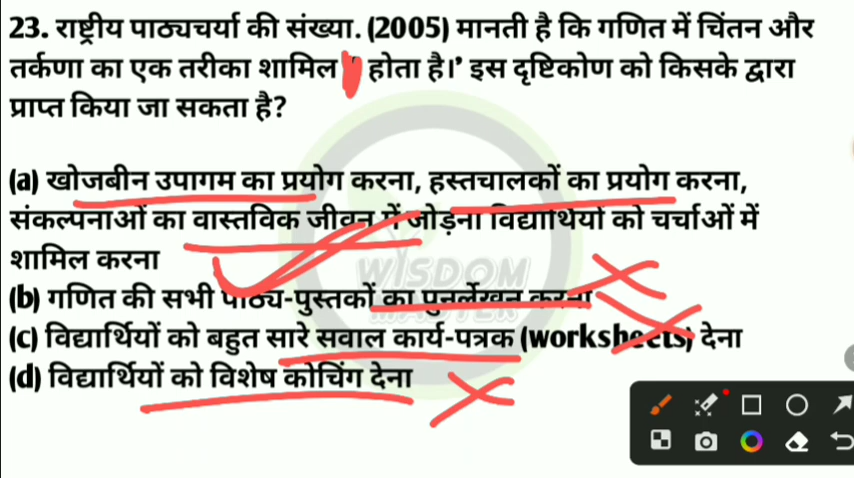 23. राष्ट्रीय पाठ्यचर्या की संख्या. (2005) मानती है कि गणित में चिंतन और
तर्कणा का एक तरीका शामिल होता है।’ इस दृष्टिकोण को किसके द्वारा
प्राप्त किया जा सकता है?
(a) खोजबीन उपागम का प्रयोग करना, हस्तचालकों का प्रयोग करना,
संकल्पनाओं का वास्तविक जीवन में जोड़ना विद्यार्थियों को चर्चाओं में
शामिल करना
WISDOM
(b) गणित की सभी पाठ्य-पुस्तकों का पुनर्लेखन करना
MASTER
(c) विद्यार्थियों को बहुत सारे सवाल कार्य-पत्रक (worksheets) देना
(d) विद्यार्थियों को विशेष कोचिंग देना